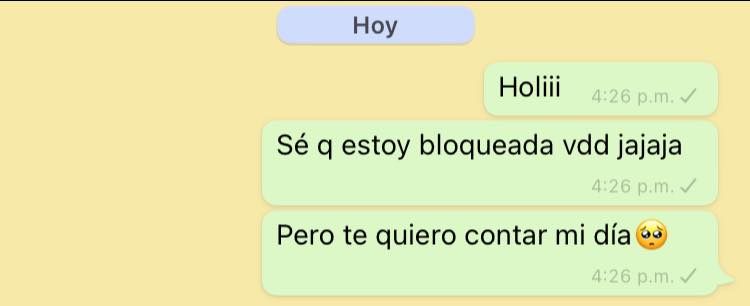 Hoy
Holiii 4:26 p.m.
Sé q estoy bloqueada vdd jajaja
4:26 p.m.
Pero te quiero contar mi día🥺
4:26 p.m.